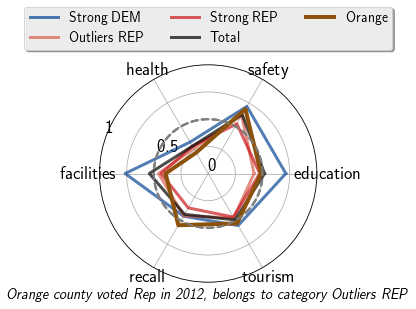 Strong DEM Strong REP Orange
Outliers REP Total
health safety
1
0.5
0
facilities education
recall tourism
Orange county voted Rep in 2012, belongs to category Outliers REP